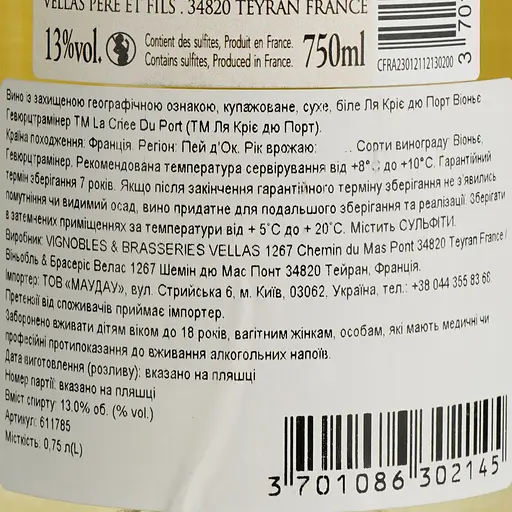 VELLAS PÈRE ET FILS . 34820 TEYRAN FRANCE
13%vol.
Contient des sulfites, Produit en France.
Contains sulfites, Produced in France.
750ml
CFRA23012112130200
3 70
Вино із захищеною географічною ознакою, купажоване, сухе, біле Ля Кріє дю Порт Віоньє
Гевюрцтрамінер ТМ La Criee Du Port (ТМ Ля Кріє дю Порт).
Країна походження: Франція. Регіон: Пей д'Ок. Рік врожаю: . . Сорти винограду: Віоньє,
Гевюрцтрамінер. Рекомендована температура сервірування від +8°C до +10°C. Гарантійний
термін зберігання 7 років. Якщо після закінчення гарантійного терміну зберігання не з'явились
помутніння чи видимий осад, вино придатне для подальшого зберігання та реалізації. Зберігати
в затемнених приміщеннях за температури від + 5°C до + 20°C. Містить СУЛЬФІТИ.
Виробник: VIGNOBLES & BRASSERIES VELLAS 1267 Chemin du Mas Pont 34820 Teyran France /
Віньобль & Брасеріс Велас 1267 Шемін дю Мас Понт 34820 Тейран, Франція.
Імпортер: ТОВ «МАУДАУ», вул. Стрийська 6, м. Київ, 03062, Україна, тел.: +38 044 355 83 66
Претензії від споживачів приймає імпортер.
Заборонено вживати дітям віком до 18 років, вагітним жінкам, особам, які мають медичні чи
професійні протипоказання до вживання алкогольних напоїв.
Дата виготовлення (розливу): вказано на пляшці
Номер партії: вказано на пляшці
Вміст спирту: 13.0% об. (% vol.)
Артикул: 611785
Місткість: 0,75 л(L)
3 701086 302145